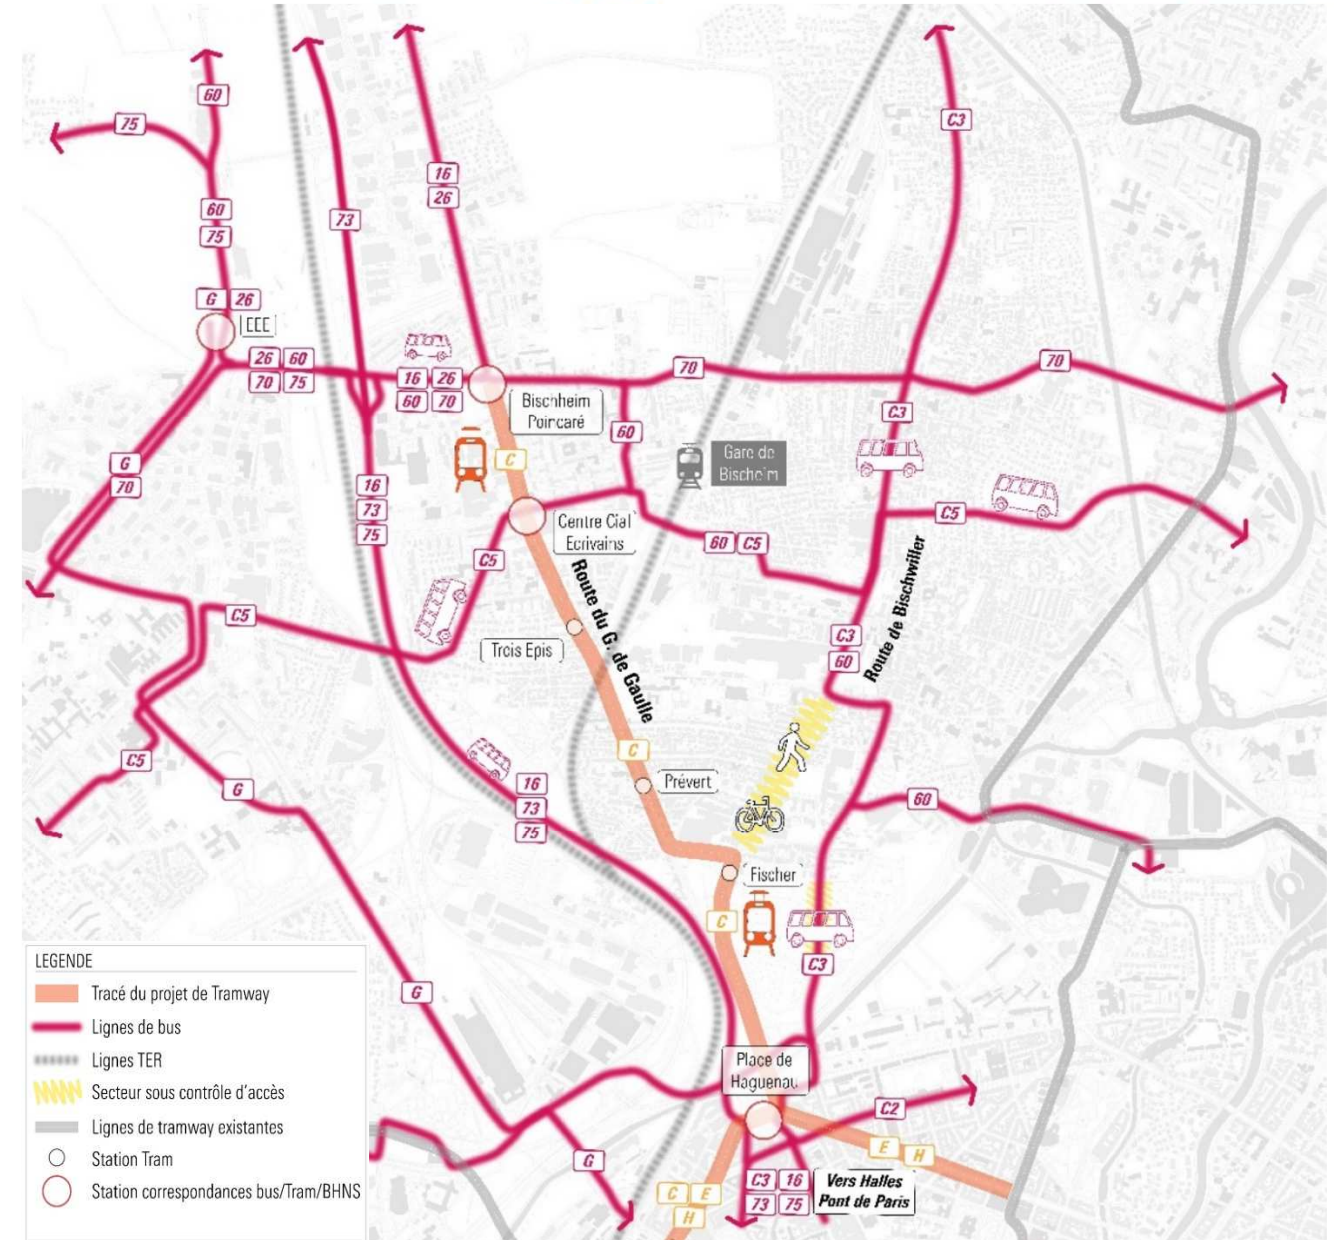 60
75
C3
16
26
60
75
73
G 26
EEE
26 60
70 75
16 26
60 70
70
70
Bischheim
Poincaré
C3
60
C
Gare de
Bischeim
G
70
16
73
75
C5
Centre Cial
Ecrivains
60 C5
C5
Route du G. de Gaulle
Route de Bischwiller
C5
Trois Epis
C3
60
C
C5
G
Prévert
16
73
75
60
Fischer
C
C3
G
LEGENDE
Tracé du projet de Tramway
Lignes de bus
Lignes TER
Secteur sous contrôle d'accès
Lignes de tramway existantes
Station Tram
Station correspondances bus/Tram/BHNS
Place de
Haguenau
C2
E H
G
C E
H
C3 16
73 75
Vers Halles
Pont de Paris